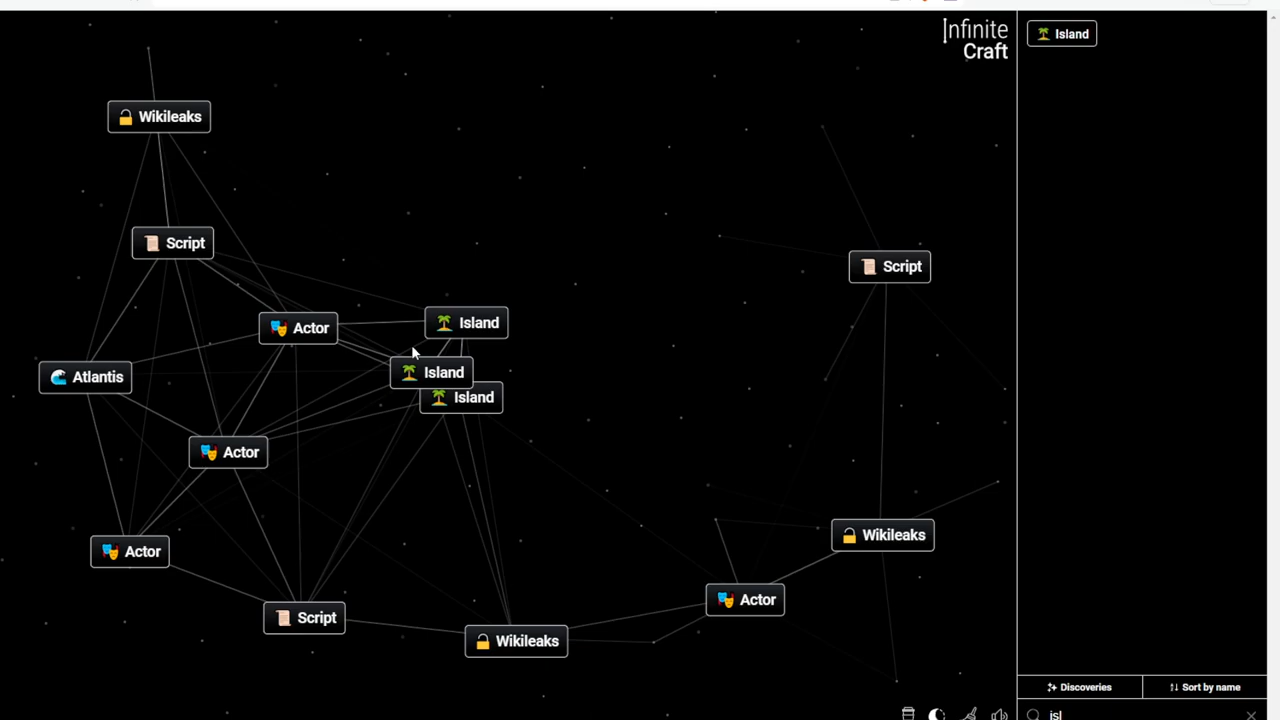 Infinite
Craft
Island
Wikileaks
Script
Script
Island
Actor
Island
Atlantis
Island
Actor
Wikileaks
Actor
Actor
Script
Wikileaks
Discoveries
Sort by name
isl